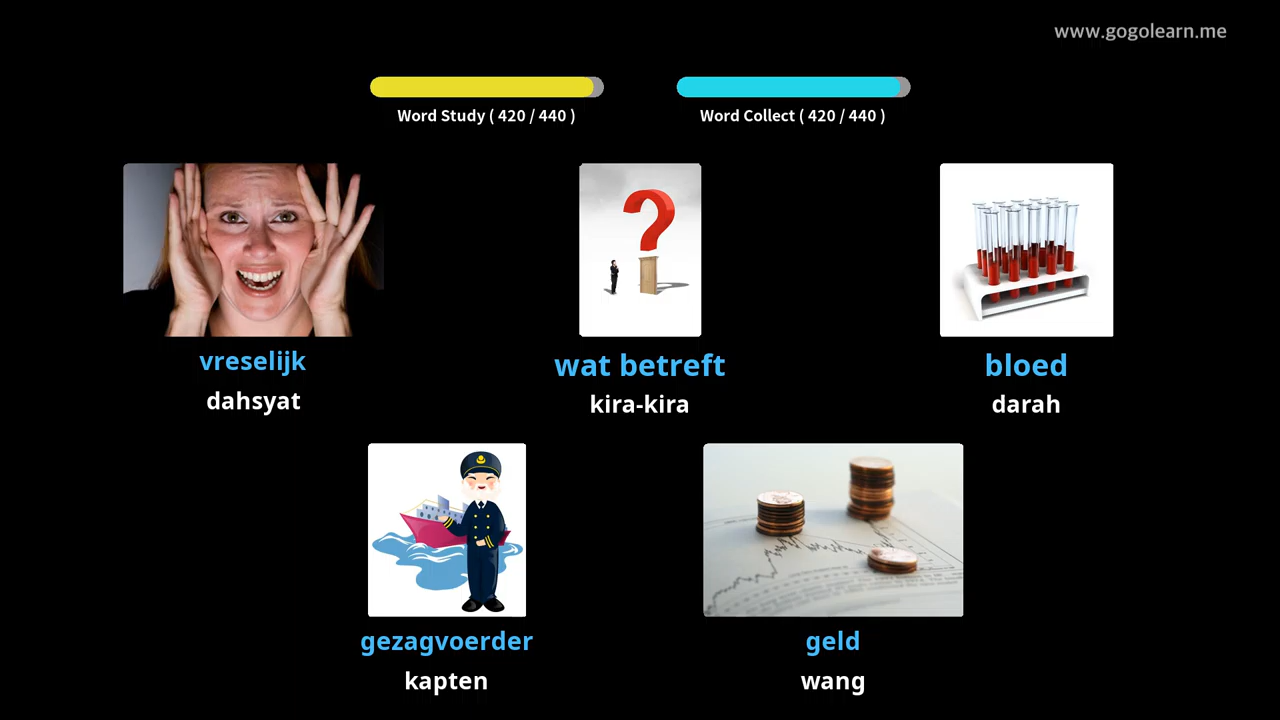 www.gogolearn.me
Word Study ( 420 / 440 )
Word Collect ( 420 / 440 )
vreselijk
dahsyat
wat betreft
kira-kira
bloed
darah
gezagvoerder
kapten
geld
wang